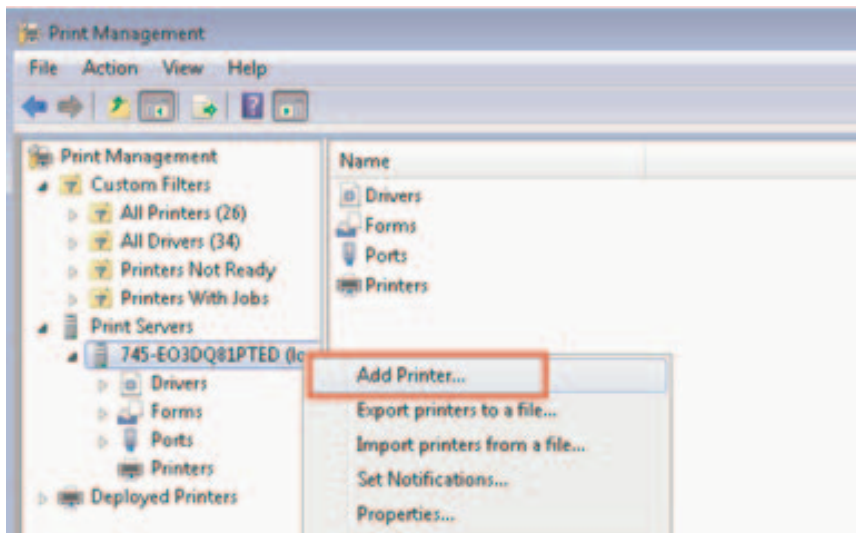 Print Management
File Action View Help
Print Management
Custom Filters
All Printers (26)
All Drivers (34)
Printers Not Ready
Printers With Jobs
Print Servers
745-EO3DQ81PTED (lo
Drivers
Forms
Ports
Printers
Deployed Printers
Name
Drivers
Forms
Ports
Printers
Add Printer...
Export printers to a file...
Import printers from a file...
Set Notifications...
Properties...